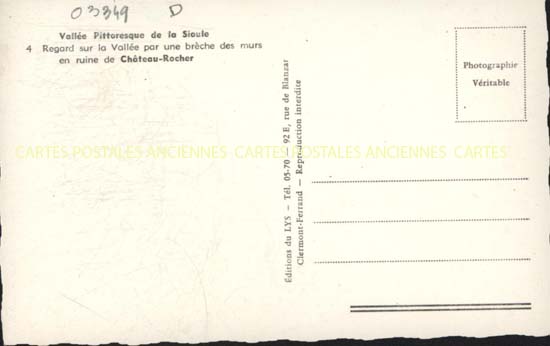 03349 D
Vallée Pittoresque de la Sioule
4 Regard sur la Vallée par une brèche des murs
en ruine de Château-Rocher
Photographie
Véritable
CARTES POSTALES ANCIENNES CARTES POSTALES ANCIENNES
Éditions du LYS — Tél. 05-70 — 92 E, rue de Blanzat
Clermont-Ferrand — Reproduction interdite